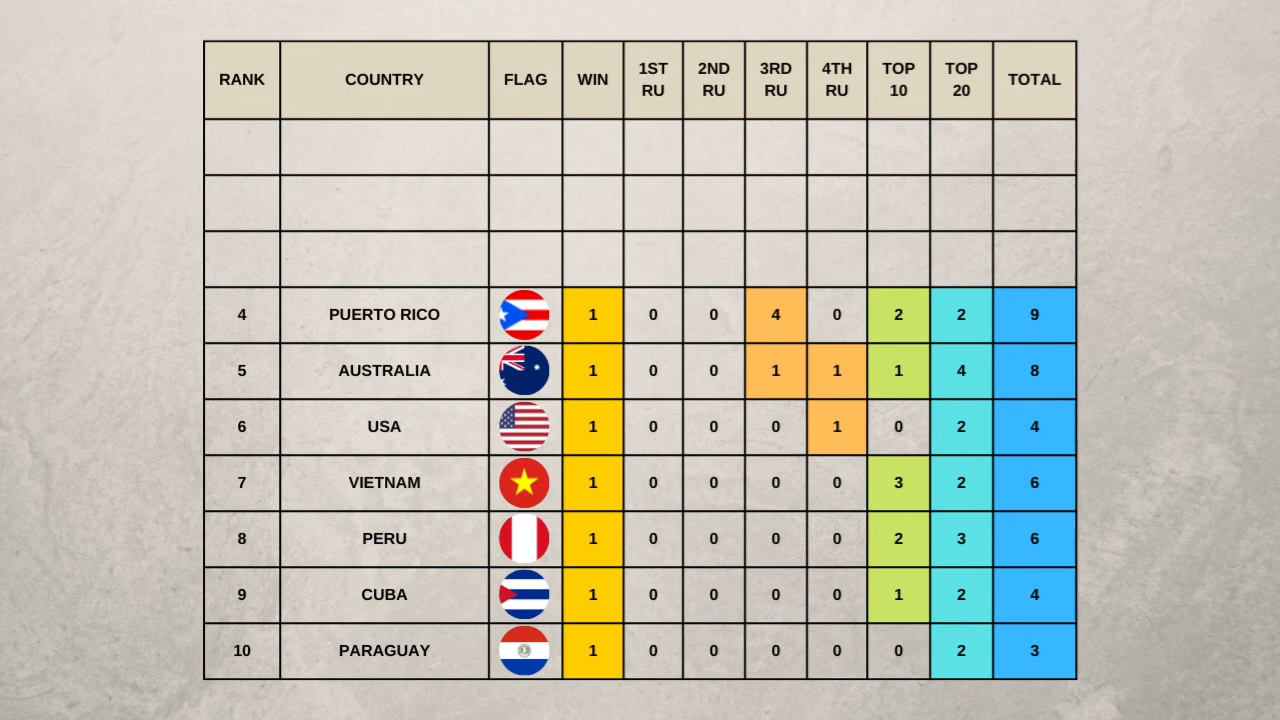 RANK COUNTRY FLAG WIN 1ST RU 2ND RU 3RD RU 4TH RU TOP 10 TOP 20 TOTAL
4 PUERTO RICO 1 0 0 4 0 2 2 9
5 AUSTRALIA 1 0 0 1 1 1 4 8
6 USA 1 0 0 0 1 0 2 4
7 VIETNAM 1 0 0 0 0 3 2 6
8 PERU 1 0 0 0 0 2 3 6
9 CUBA 1 0 0 0 0 1 2 4
10 PARAGUAY 1 0 0 0 0 0 2 3